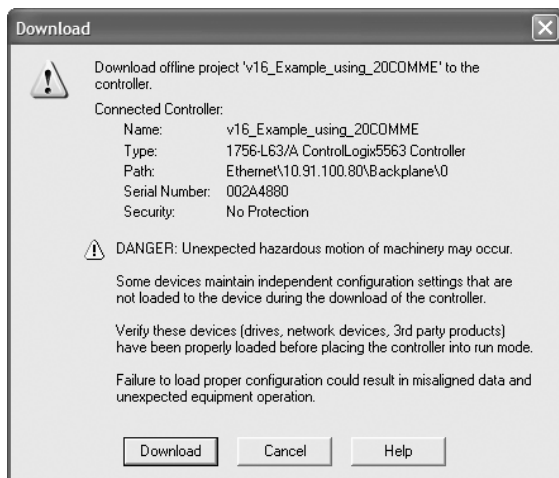 Download
Download offline project 'v16_Example_using_20COMME' to the
controller.
Connected Controller:
Name: v16_Example_using_20COMME
Type: 1756-L63/A ControlLogix5563 Controller
Path: Ethernet\10.91.100.80\Backplane\0
Serial Number: 002A4880
Security: No Protection
DANGER: Unexpected hazardous motion of machinery may occur.
Some devices maintain independent configuration settings that are
not loaded to the device during the download of the controller.
Verify these devices (drives, network devices, 3rd party products)
have been properly loaded before placing the controller into run mode.
Failure to load proper configuration could result in misaligned data and
unexpected equipment operation.
Download Cancel Help